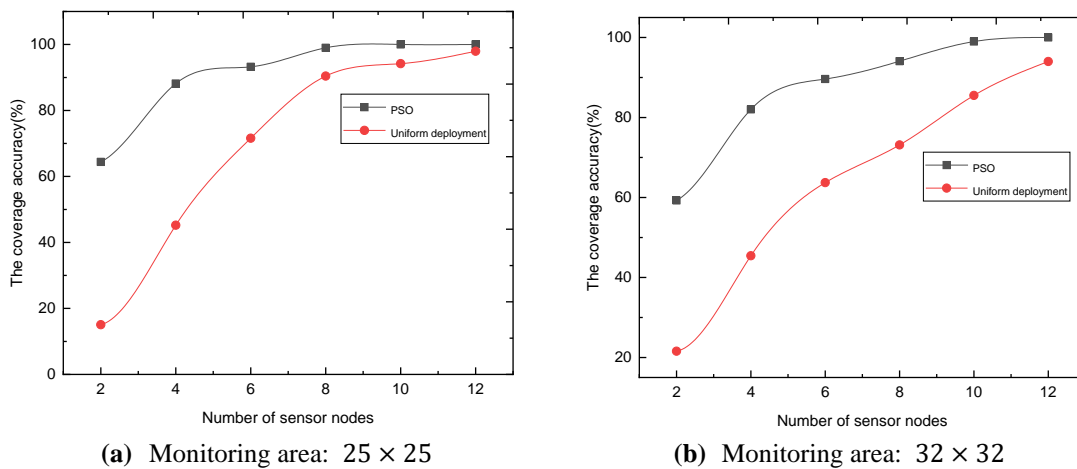 100
80
60
40
20
0
The coverage accuracy(%)
PSO
Uniform deployment
2 4 6 8 10 12
Number of sensor nodes
(a) Monitoring area: 25 × 25
100
80
60
40
20
The coverage accuracy(%)
PSO
Uniform deployment
2 4 6 8 10 12
Number of sensor nodes
(b) Monitoring area: 32 × 32